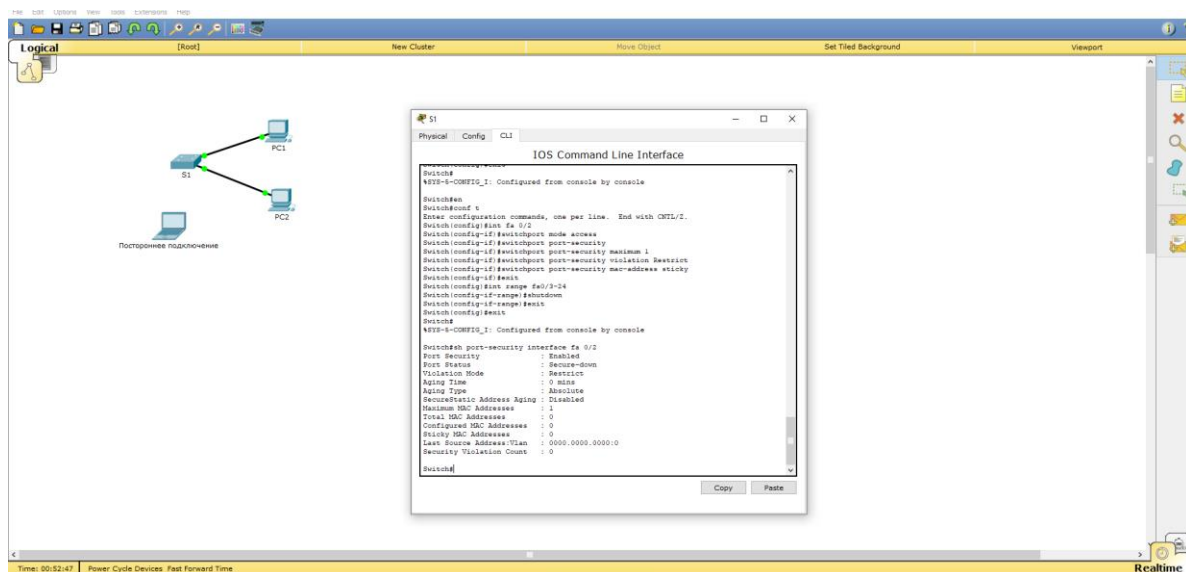 File Edit Options View Tools Extensions Help
Logical [Root] New Cluster Move Object Set Tiled Background Viewport
S1
Physical Config CLI
IOS Command Line Interface
Switch#
%SYS-5-CONFIG_I: Configured from console by console
Switch#en
Switch#conf t
Enter configuration commands, one per line. End with CNTL/Z.
Switch(config)#int fa 0/2
Switch(config-if)#switchport mode access
Switch(config-if)#switchport port-security
Switch(config-if)#switchport port-security maximum 1
Switch(config-if)#switchport port-security violation Restrict
Switch(config-if)#switchport port-security mac-address sticky
Switch(config-if)#exit
Switch(config)#int range fa0/3-24
Switch(config-if-range)#shutdown
Switch(config-if-range)#exit
Switch(config)#exit
Switch#
%SYS-5-CONFIG_I: Configured from console by console
Switch#sh port-security interface fa 0/2
Port Security : Enabled
Port Status : Secure-down
Violation Mode : Restrict
Aging Time : 0 mins
Aging Type : Absolute
SecureStatic Address Aging : Disabled
Maximum MAC Addresses : 1
Total MAC Addresses : 0
Configured MAC Addresses : 0
Sticky MAC Addresses : 0
Last Source Address:Vlan : 0000.0000.0000:0
Security Violation Count : 0
Switch#
Copy Paste
PC1
S1
PC2
Постороннее подключение
Time: 00:52:47 Power Cycle Devices Fast Forward Time Realtime